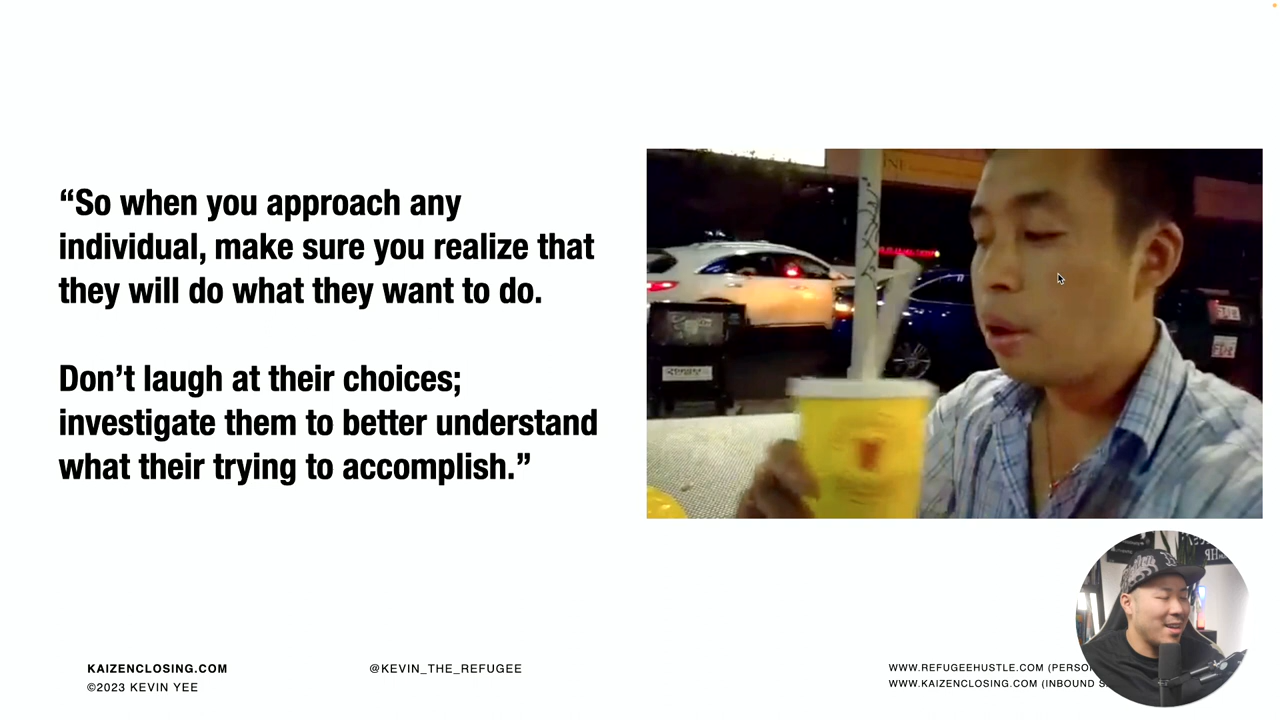 “So when you approach any
individual, make sure you realize that
they will do what they want to do.
Don’t laugh at their choices;
investigate them to better understand
what their trying to accomplish.”
KAIZENCLOSING.COM
@KEVIN_THE_REFUGEE
WWW.REFUGEEHUSTLE.COM
©2023 KEVIN YEE
WWW.KAIZENCLOSING.COM (INBOUND